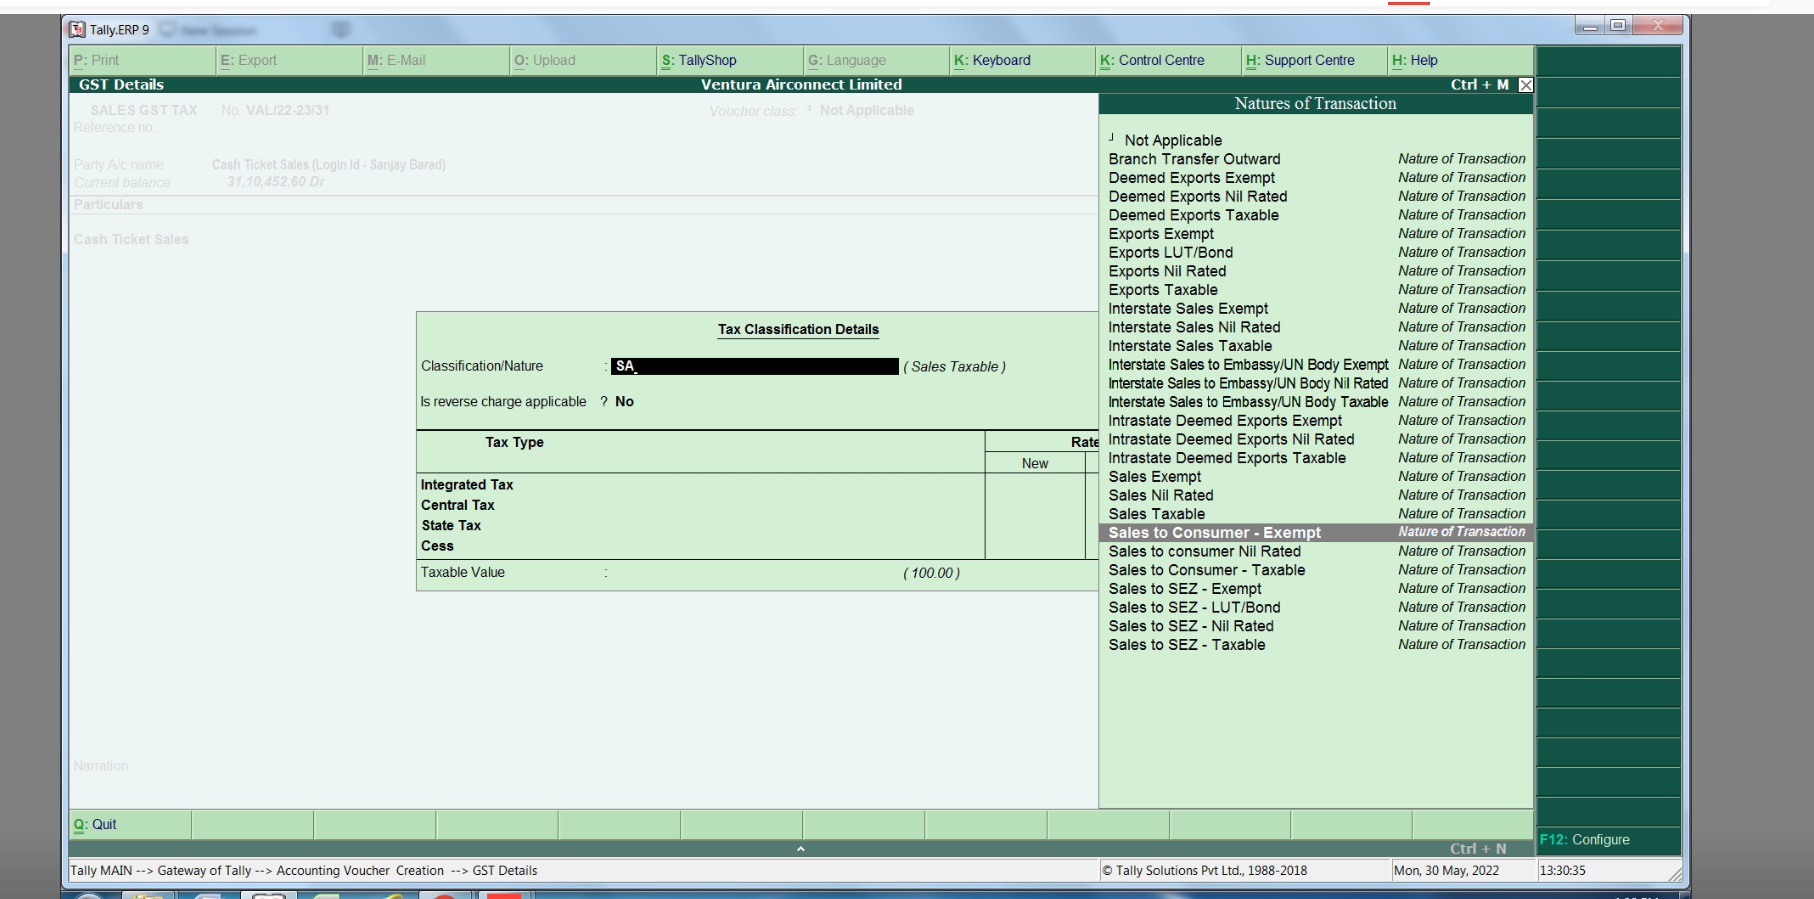 Tally.ERP 9
P: Print E: Export M: E-Mail O: Upload S: TallyShop G: Language K: Keyboard K: Control Centre H: Support Centre H: Help
GST Details Ventura Airconnect Limited Ctrl + M
SALES GST TAX No VAL/22-23/31 Voucher class: ┘ Not Applicable
Reference no.:
Party A/c name : Cash Ticket Sales (Login Id - Sanjay Barad)
Current balance : 31,10,452.60 Dr
Particulars
Cash Ticket Sales
Tax Classification Details
Classification/Nature : SA (Sales Taxable)
Is reverse charge applicable ? No
Tax Type Rate
New
Integrated Tax
Central Tax
State Tax
Cess
Taxable Value : (100.00)
Narration:
Natures of Transaction
┘ Not Applicable
Branch Transfer Outward Nature of Transaction
Deemed Exports Exempt Nature of Transaction
Deemed Exports Nil Rated Nature of Transaction
Deemed Exports Taxable Nature of Transaction
Exports Exempt Nature of Transaction
Exports LUT/Bond Nature of Transaction
Exports Nil Rated Nature of Transaction
Exports Taxable Nature of Transaction
Interstate Sales Exempt Nature of Transaction
Interstate Sales Nil Rated Nature of Transaction
Interstate Sales Taxable Nature of Transaction
Interstate Sales to Embassy/UN Body Exempt Nature of Transaction
Interstate Sales to Embassy/UN Body Nil Rated Nature of Transaction
Interstate Sales to Embassy/UN Body Taxable Nature of Transaction
Intrastate Deemed Exports Exempt Nature of Transaction
Intrastate Deemed Exports Nil Rated Nature of Transaction
Intrastate Deemed Exports Taxable Nature of Transaction
Sales Exempt Nature of Transaction
Sales Nil Rated Nature of Transaction
Sales Taxable Nature of Transaction
Sales to Consumer - Exempt Nature of Transaction
Sales to consumer Nil Rated Nature of Transaction
Sales to Consumer - Taxable Nature of Transaction
Sales to SEZ - Exempt Nature of Transaction
Sales to SEZ - LUT/Bond Nature of Transaction
Sales to SEZ - Nil Rated Nature of Transaction
Sales to SEZ - Taxable Nature of Transaction
Q: Quit
F12: Configure
Ctrl + N
Tally MAIN --> Gateway of Tally --> Accounting Voucher Creation --> GST Details © Tally Solutions Pvt Ltd., 1988-2018 Mon, 30 May, 2022 13:30:35